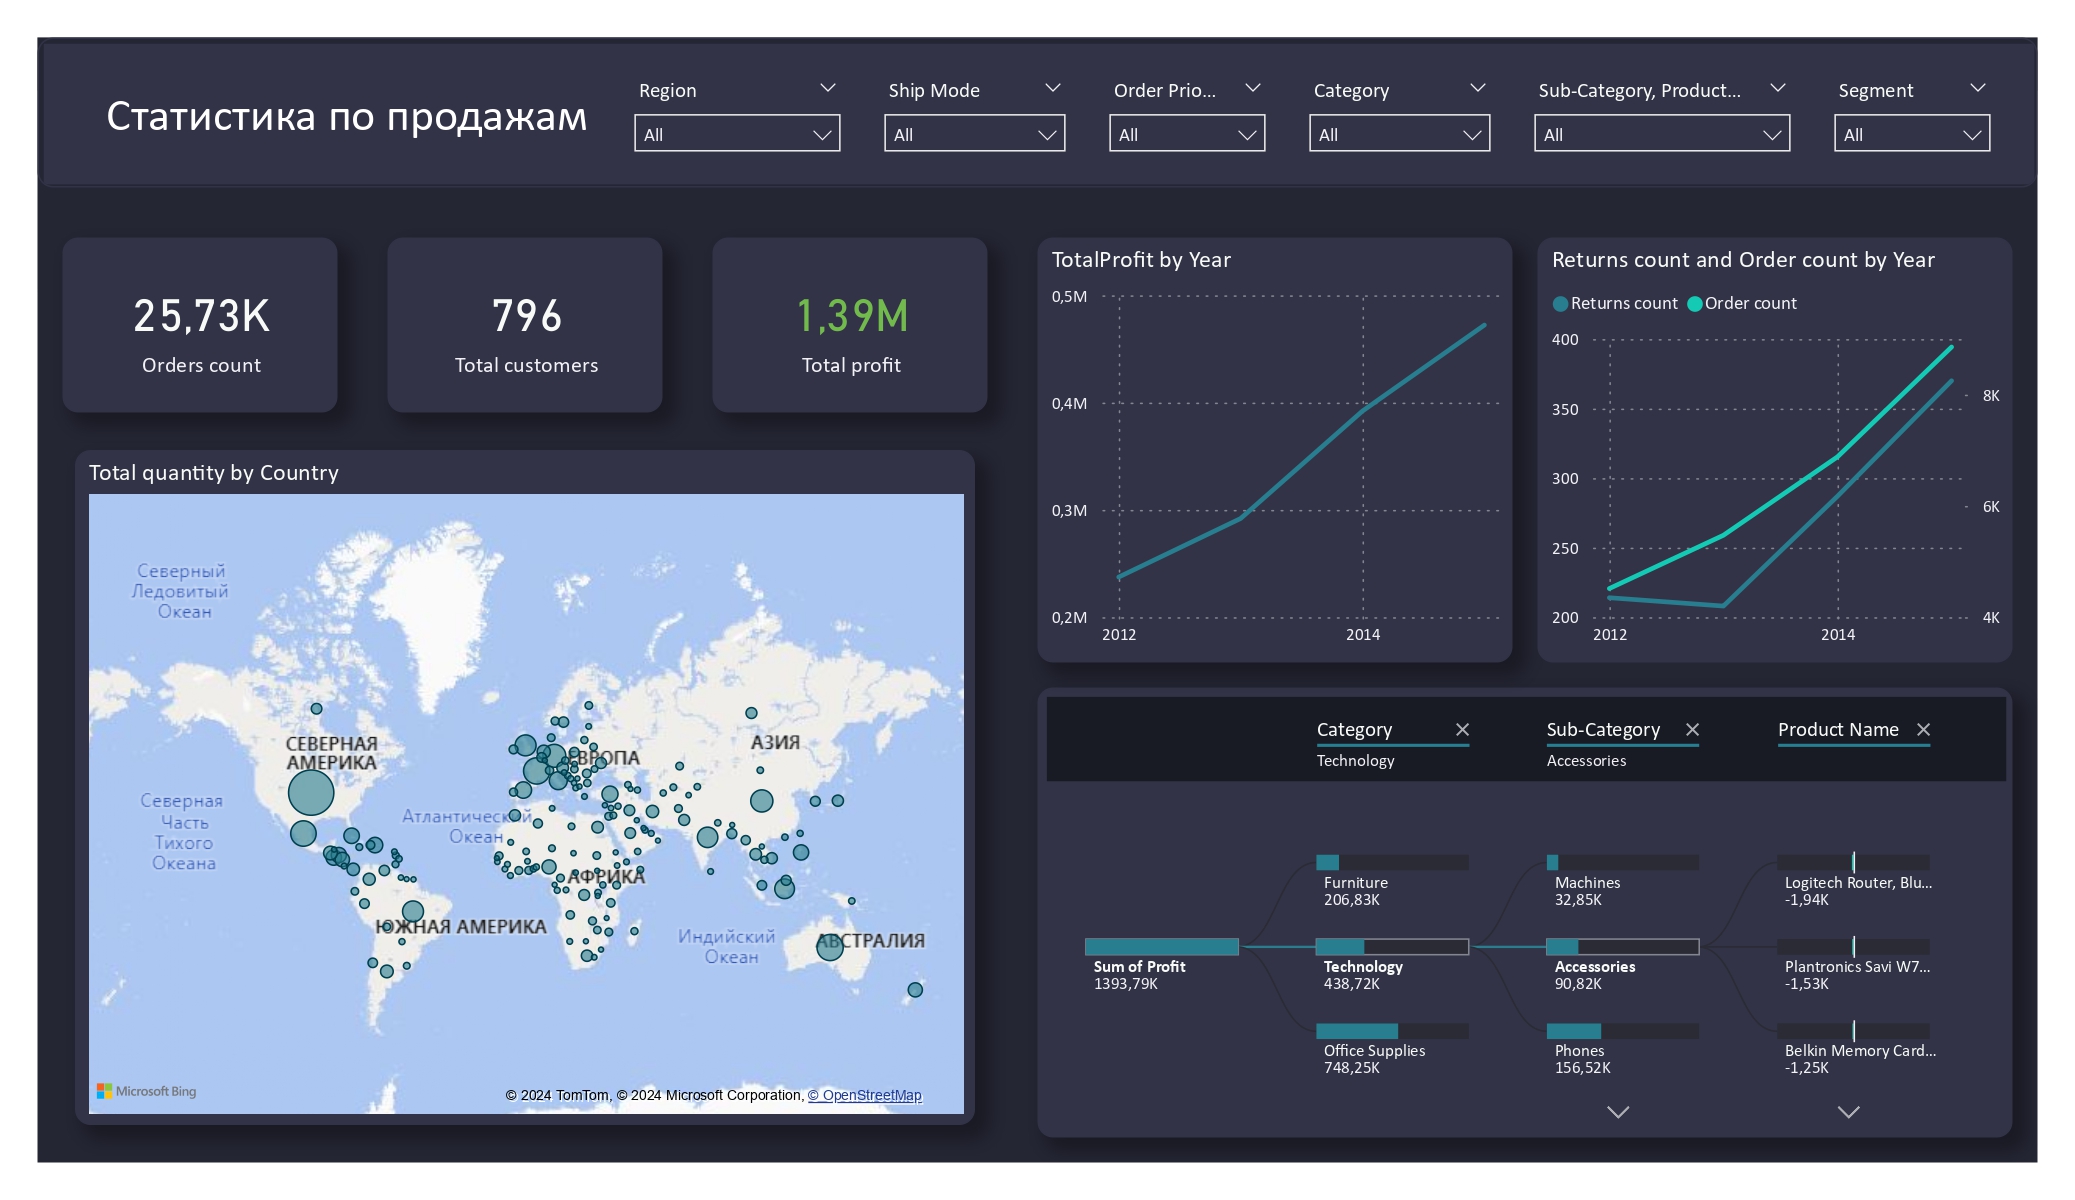 Статистика по продажам
Region
All
Ship Mode
All
Order Prio...
All
Category
All
Sub-Category, Product...
All
Segment
All
25,73K
Orders count
796
Total customers
1,39M
Total profit
Total quantity by Country
Северный
Ледовитый
Океан
СЕВЕРНАЯ
АМЕРИКА
ЕВРОПА
АЗИЯ
Северная
Часть
Тихого
Океана
Атлантический
Океан
АФРИКА
ЮЖНАЯ АМЕРИКА
Индийский
Океан
АВСТРАЛИЯ
Microsoft Bing
© 2024 TomTom, © 2024 Microsoft Corporation, © OpenStreetMap
TotalProfit by Year
0,5M
0,4M
0,3M
0,2M
2012
2014
Returns count and Order count by Year
Returns count
Order count
400
350
300
250
200
8K
6K
4K
2012
2014
Category
Technology
Sub-Category
Accessories
Product Name
Sum of Profit
1393,79K
Furniture
206,83K
Technology
438,72K
Office Supplies
748,25K
Machines
32,85K
Accessories
90,82K
Phones
156,52K
Logitech Router, Blu...
-1,94K
Plantronics Savi W7...
-1,53K
Belkin Memory Card...
-1,25K